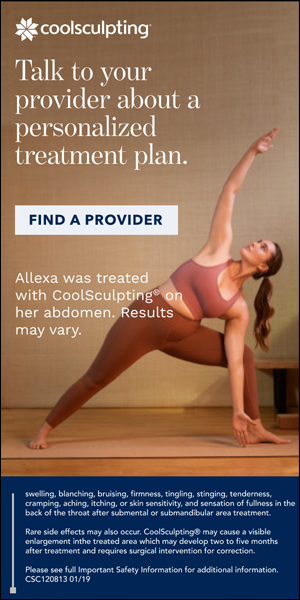 coolsculpting®
Talk to your
provider about a
personalized
treatment plan.
FIND A PROVIDER
Allexa was treated
with CoolSculpting® on
her abdomen. Results
may vary.
swelling, blanching, bruising, firmness, tingling, stinging, tenderness,
cramping, aching, itching, or skin sensitivity, and sensation of fullness in the
back of the throat after submental or submandibular area treatment.
Rare side effects may also occur. CoolSculpting® may cause a visible
enlargement inthe treated area which may develop two to five months
after treatment and requires surgical intervention for correction.
Please see full Important Safety Information for additional information.
CSC120813 01/19